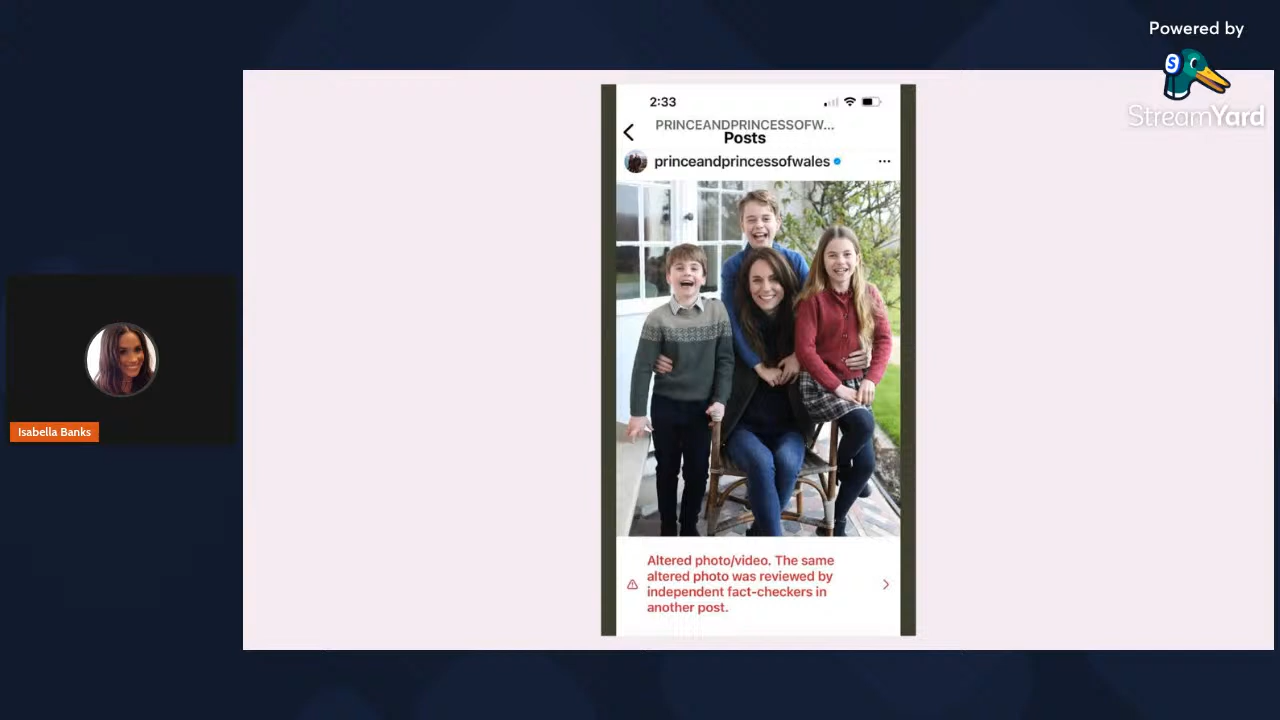 Powered by
S
StreamYard
2:33
PRINCEANDPRINCESSOFW...
Posts
princeandprincessofwales
Altered photo/video. The same
altered photo was reviewed by
independent fact-checkers in
another post.
Isabella Banks